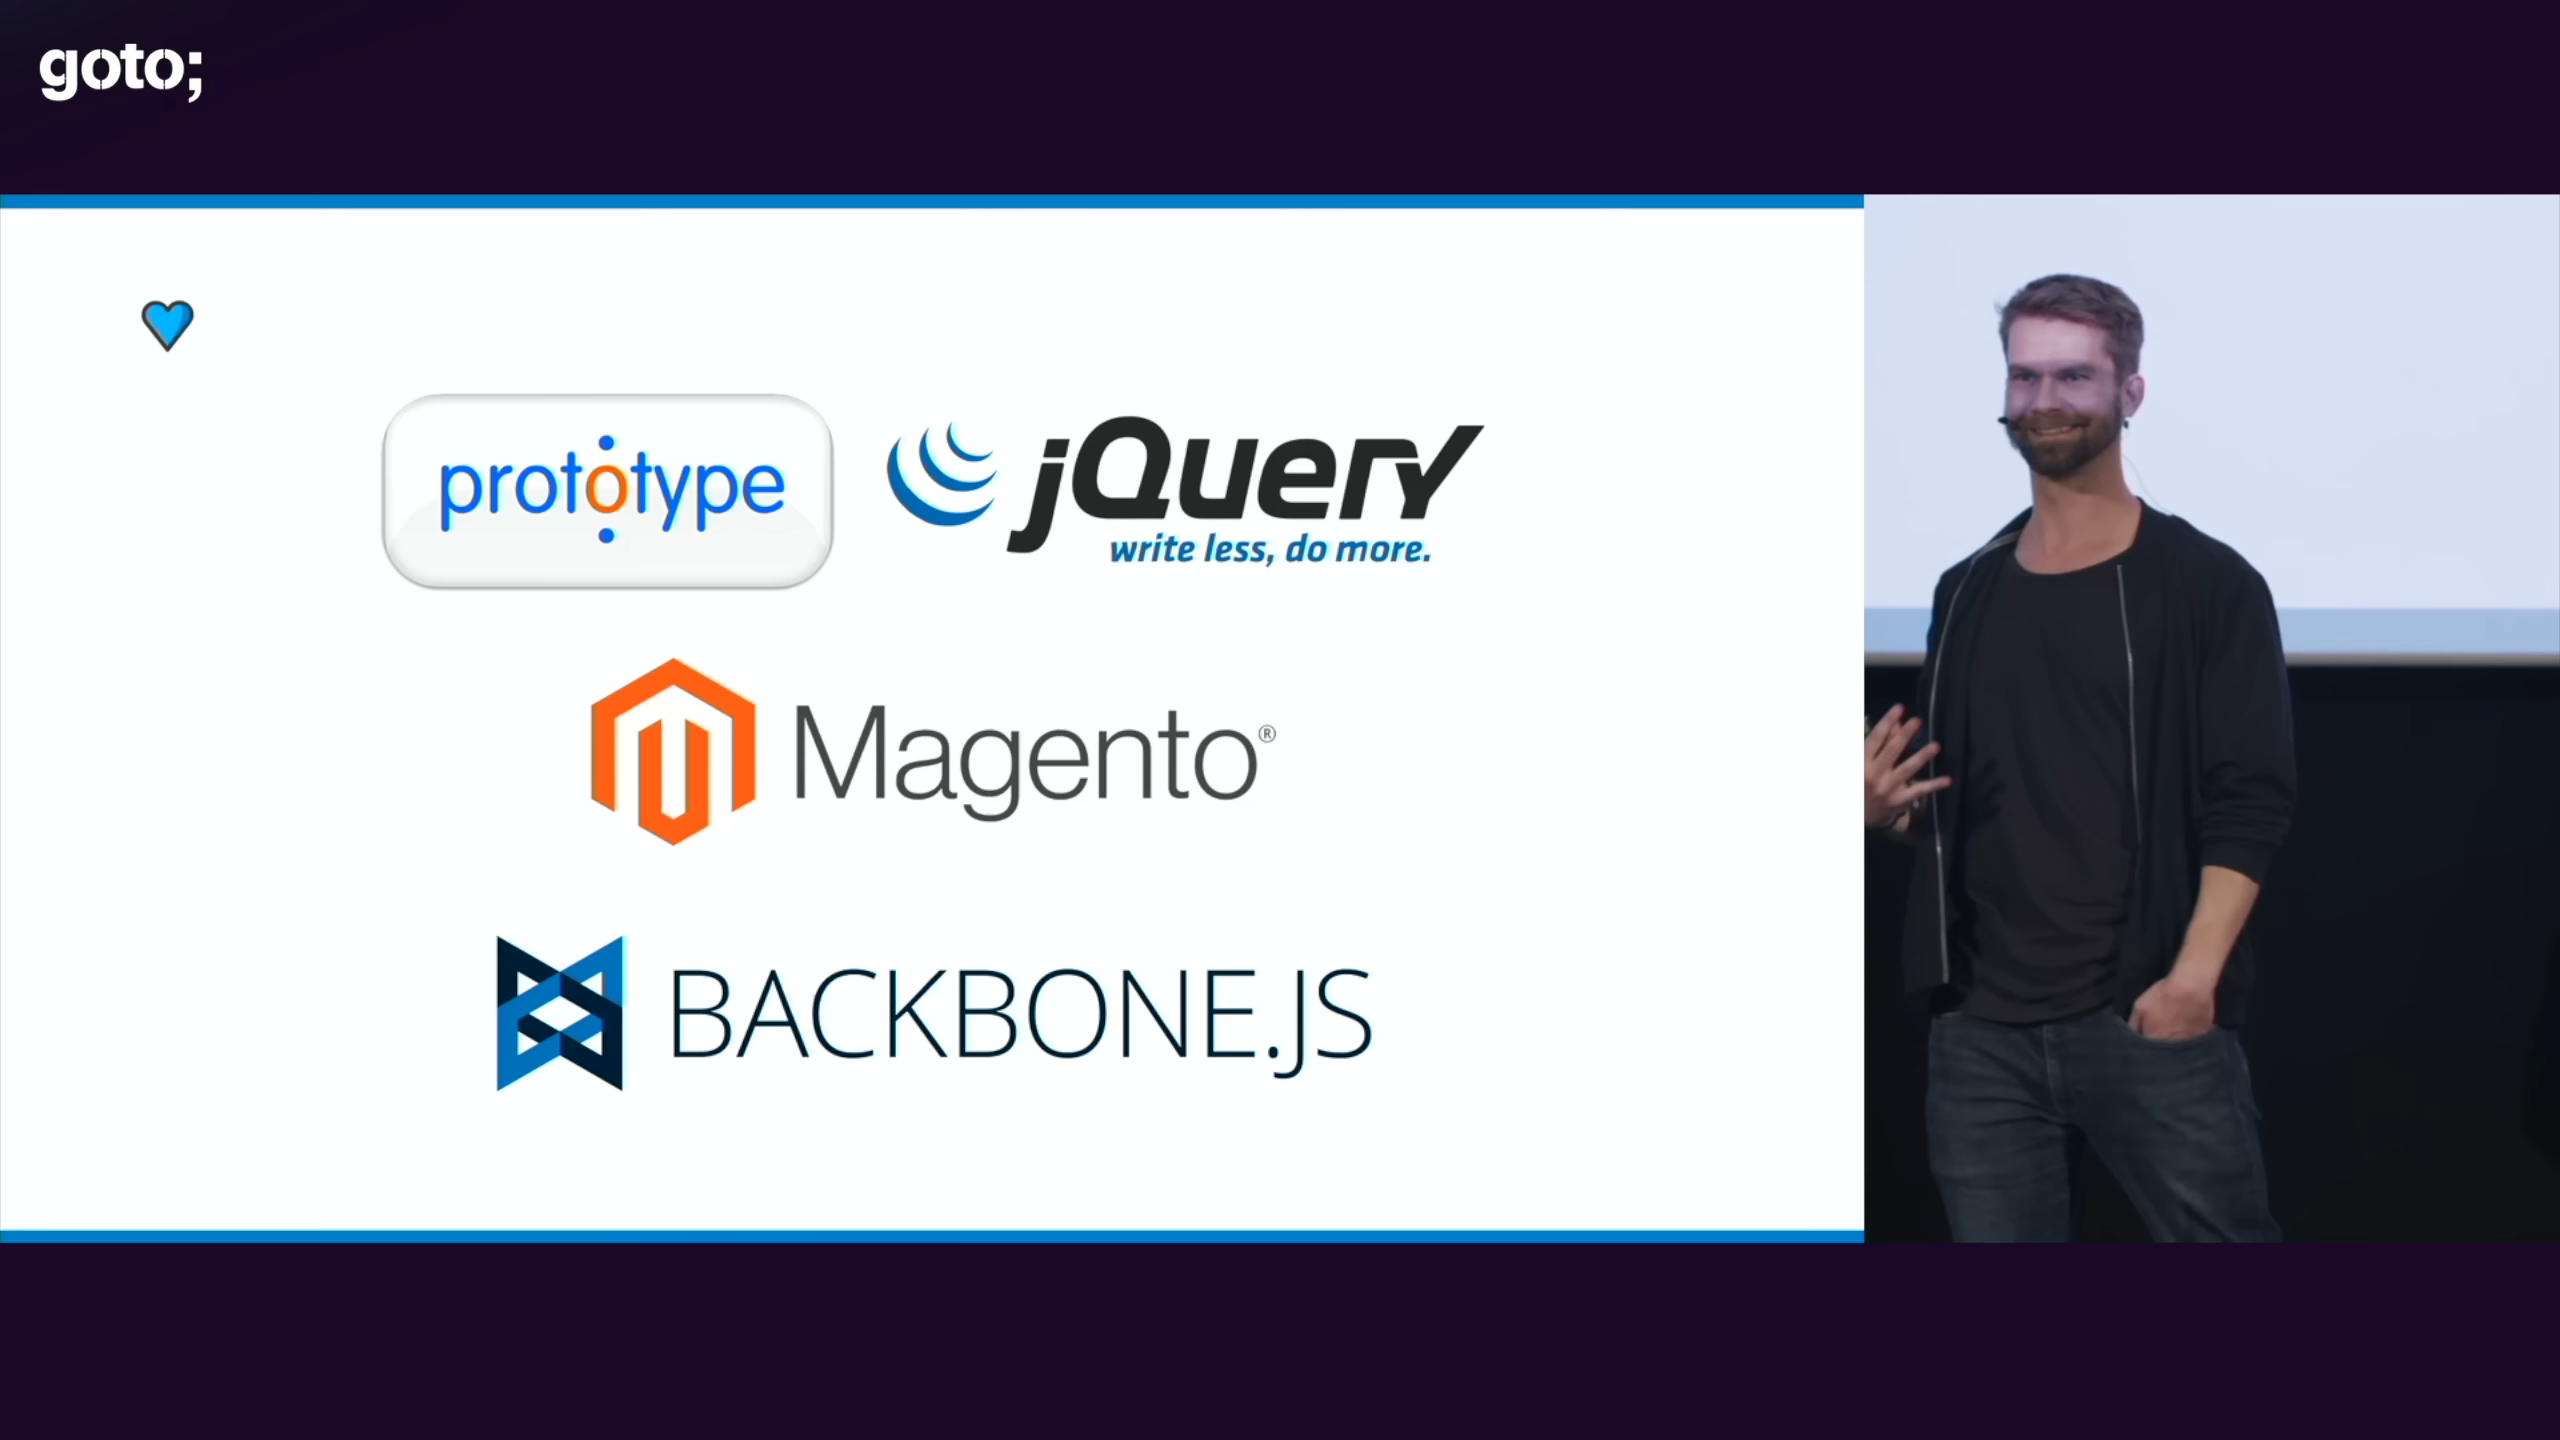 goto;
prototype
jQuery
write less, do more.
Magento®
BACKBONE.JS